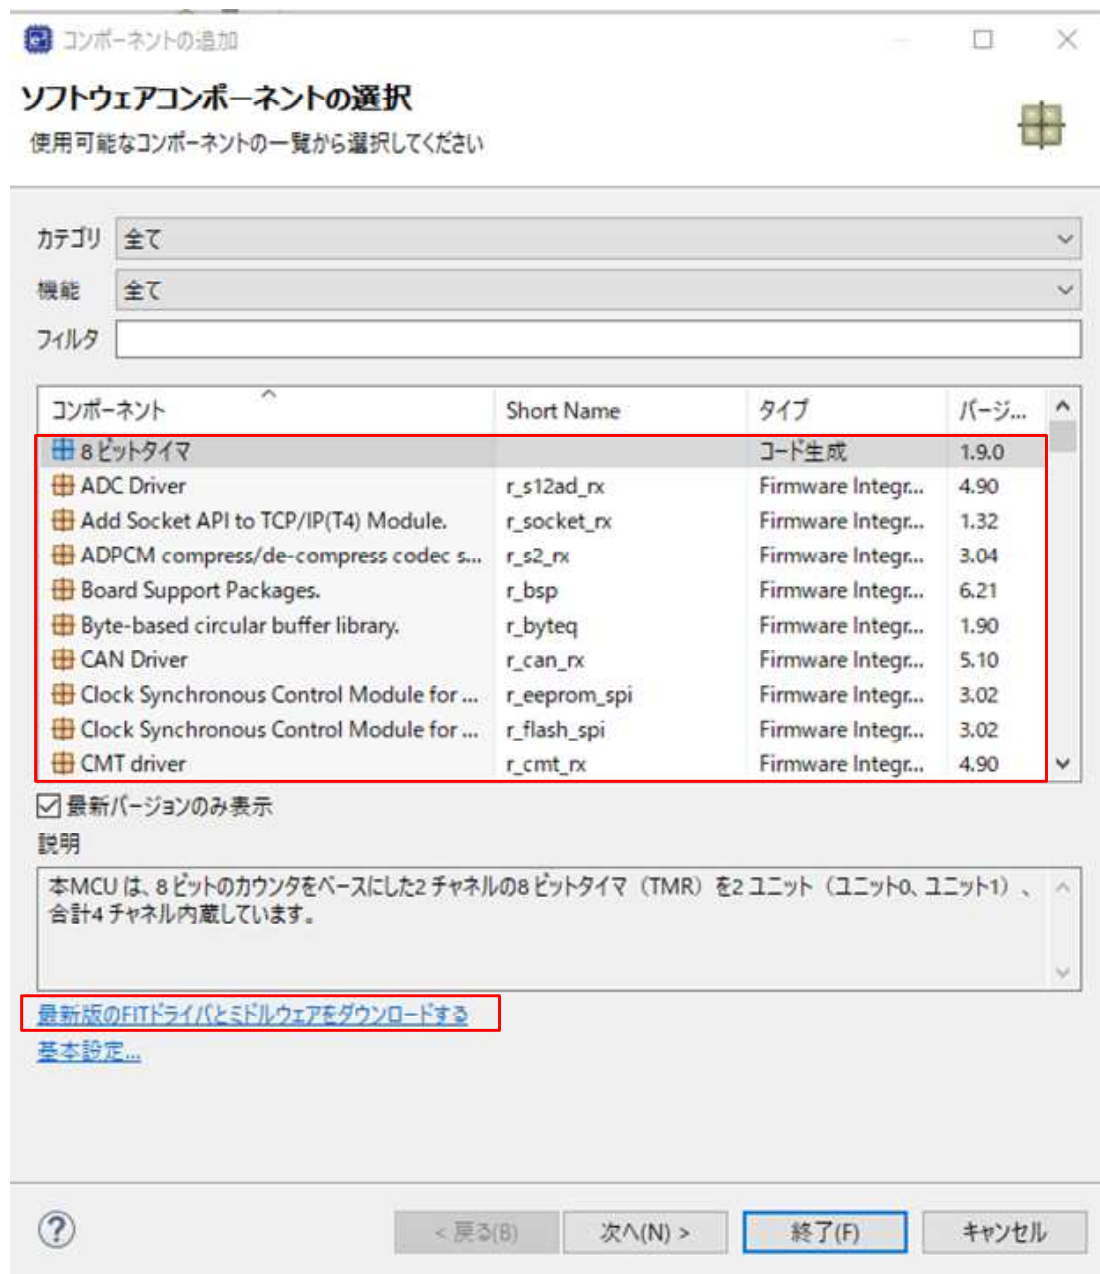 コンポーネントの追加
ソフトウェアコンポーネントの選択
使用可能なコンポーネントの一覧から選択してください
カテゴリ 全て
機能 全て
フィルタ
コンポーネント Short Name タイプ バージ...
8 ビットタイマ コード生成 1.9.0
ADC Driver r_s12ad_rx Firmware Integr... 4.90
Add Socket API to TCP/IP(T4) Module. r_socket_rx Firmware Integr... 1.32
ADPCM compress/de-compress codec s... r_s2_rx Firmware Integr... 3.04
Board Support Packages. r_bsp Firmware Integr... 6.21
Byte-based circular buffer library. r_byteq Firmware Integr... 1.90
CAN Driver r_can_rx Firmware Integr... 5.10
Clock Synchronous Control Module for ... r_eeprom_spi Firmware Integr... 3.02
Clock Synchronous Control Module for ... r_flash_spi Firmware Integr... 3.02
CMT driver r_cmt_rx Firmware Integr... 4.90
最新バージョンのみ表示
説明
本MCU は、8 ビットのカウンタをベースにした2 チャネルの8 ビットタイマ（TMR）を2 ユニット（ユニット0、ユニット1）、
合計4 チャネル内蔵しています。
最新版のFITドライバとミドルウェアをダウンロードする
基本設定...
< 戻る(B) 次へ(N) > 終了(F) キャンセル